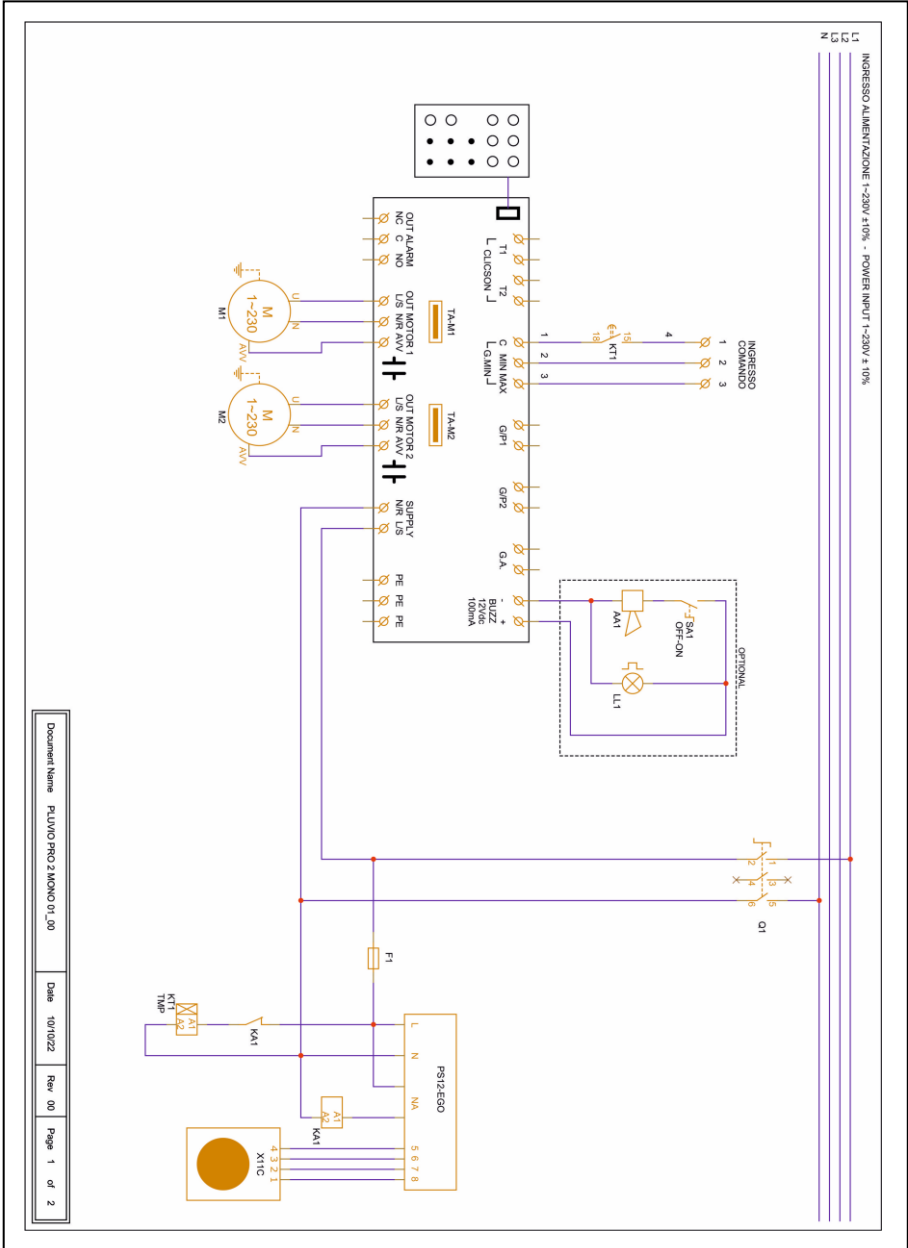 INGRESSO ALIMENTAZIONE 1~230V ±10% - POWER INPUT 1~230V ± 10%
L1
L2
L3
N
INGRESSO
COMANDO
1 2 3
4
15
KT1
18
1 2 3
OPTIONAL
SA1
OFF-ON
AA1
LL1
1 3 5
2 4 6
Q1
T1 T2
CLICSON
C MIN MAX
G.MIN
G/P1
G/P2
G.A.
- +
BUZZ
12Vdc
100mA
TA-M1
TA-M2
OUT ALARM
NC C NO
OUT MOTOR 1
L/S N/R AVV
OUT MOTOR 2
L/S N/R AVV
SUPPLY
N/R L/S
PE PE PE
U N
M
1~230
AVV
M1
U N
M
1~230
AVV
M2
F1
PS12-EGO
L N NA 5 6 7 8
KA1
A1
A2
KT1
TMP
A1
A2
KA1
4 3 2 1
X11C
Document Name PLUVIO PRO 2 MONO 01_00 Date 10/10/22 Rev 00 Page 1 of 2